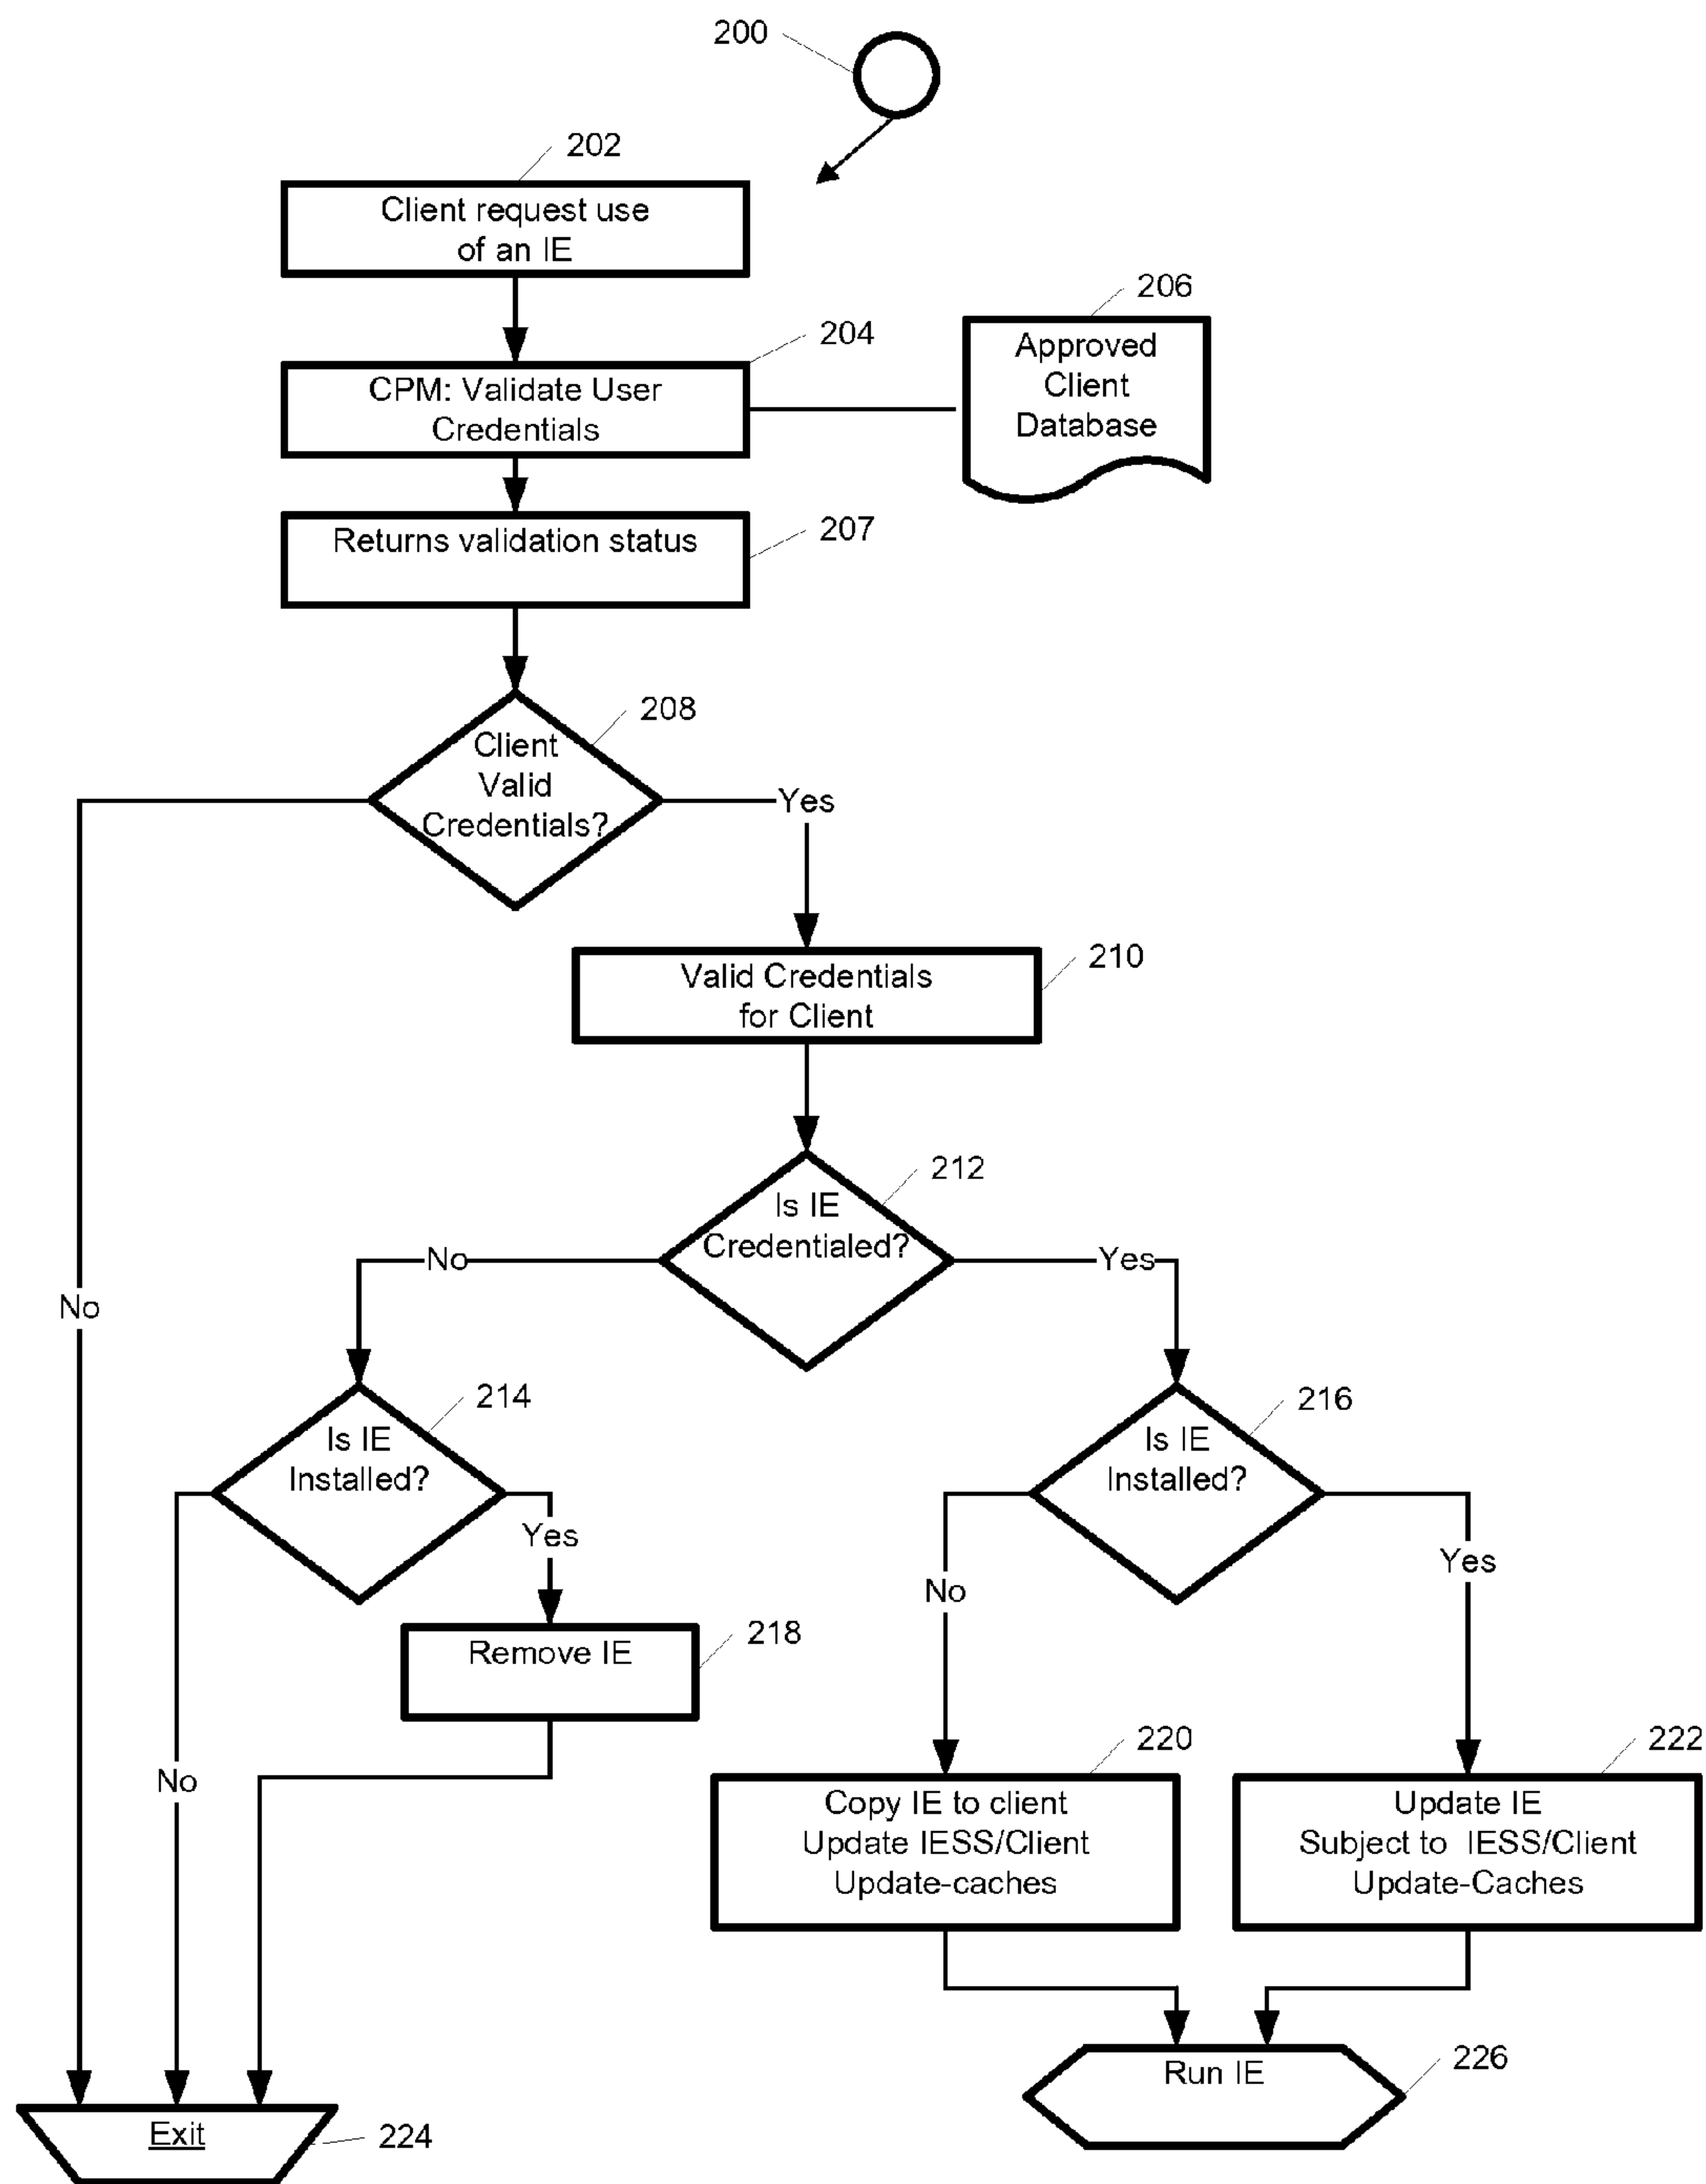 200
202
Client request use
of an IE
206
Approved
Client
Database
204
CPM: Validate User
Credentials
Returns validation status
207
208
Client
Valid
Credentials?
Yes
210
Valid Credentials
for Client
212
Is IE
Credentialed?
No
Yes
No
214
Is IE
Installed?
216
Is IE
Installed?
Yes
Yes
No
218
Remove IE
No
220
Copy IE to client
Update IESS/Client
Update-caches
222
Update IE
Subject to IESS/Client
Update-Caches
Run IE
226
Exit
224